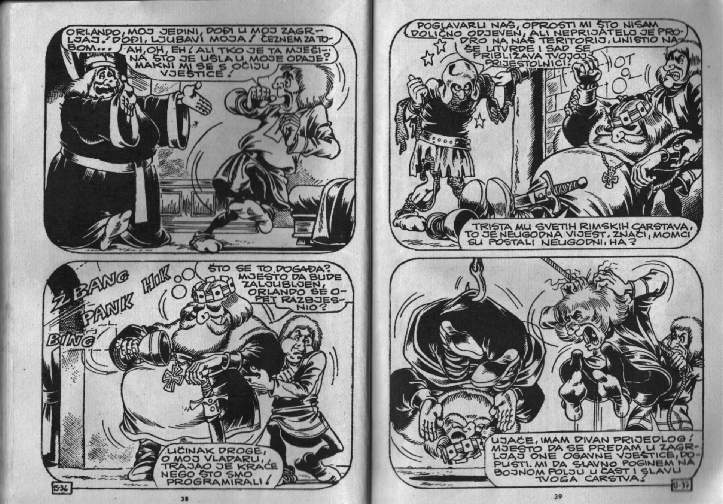 ORLANDO, MOJ JEDINI, DOĐI U MOJ ZAGR-
LJAJ! DOĐI, LJUBAVI MOJA! ČEZNEM ZA TO-
BOM...
AH, OH, EH! ALI TKO JE TA MJEŠI-
NA ŠTO JE UŠLA U MOJE ODAJE?
MAKNI MI SE S OČIJU
VJEŠTICE!
ZBANG
PANK
BING
HIK
ŠTO SE TO DOGAĐA?
MJESTO DA BUDE
ZALJUBLJEN,
ORLANDO SE O-
PET RAZBJES-
NIO?
UČINAK DROGE,
O MOJ VLADARU,
TRAJAO JE KRAĆE
NEGO ŠTO SMO
PROGRAMIRALI!
38
POGLAVARU NAŠ, OPROSTI MI ŠTO NISAM
DOLIČNO ODJEVEN, ALI NEPRIJATELJ JE PRO-
DRO NA NAŠ TERITORIJ, UNIŠTIO NA-
ŠE UTVRDE I SAD SE
PRIBLIŽAVA TVOJOJ
PRIJESTOLNICI!
TRISTA MU SVETIH RIMSKIH CARSTAVA,
TO JE NEUGODNA VIJEST. ZNAČI, MOMCI
SU POSTALI NEUGODNI, HA?
UJAČE, IMAM DIVAN PRIJEDLOG!
MJESTO DA SE PREDAM U ZAGR-
LJAJ ONE OGAVNE VJEŠTICE, DO-
PUSTI MI DA SLAVNO POGINEM NA
BOJNOM POLJU U ČAST I SLAVU
TVOGA CARSTVA!
39